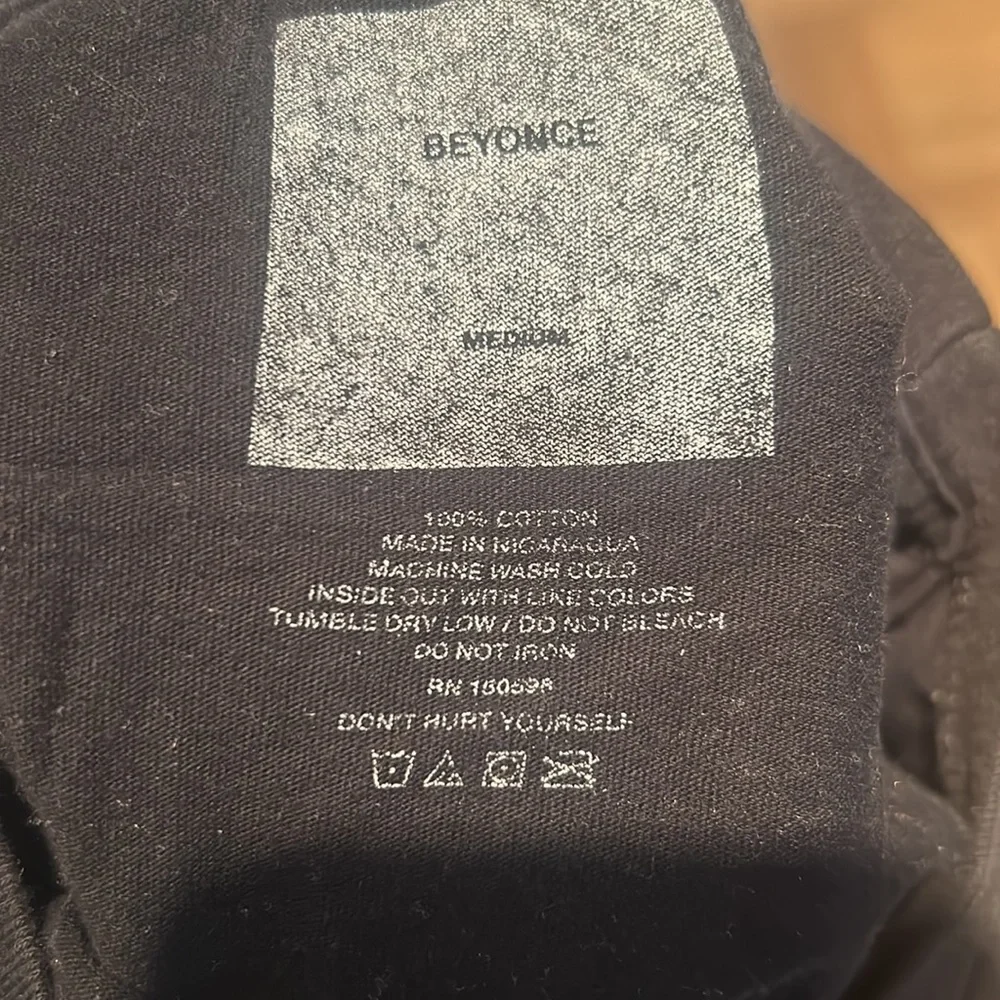 BEYONCE
MEDIUM
100% COTTON
MADE IN NICARAGUA
MACHINE WASH COLD
INSIDE OUT WITH LIKE COLORS
TUMBLE DRY LOW / DO NOT BLEACH
DO NOT IRON
RN
DON'T HURT YOURSELF